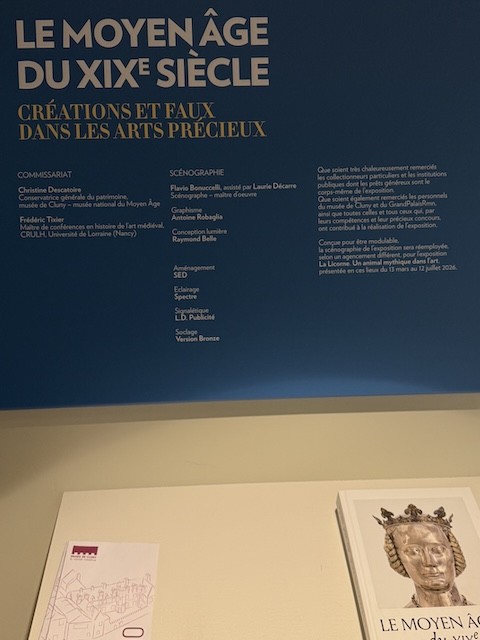 LE MOYEN ÂGE
DU XIXE SIÈCLE
CRÉATIONS ET FAUX
DANS LES ARTS PRÉCIEUX
COMMISSARIAT
Christine Descatoire
Conservatrice générale du patrimoine,
musée de Cluny – musée national du Moyen Âge
Frédéric Tixier
Maître de conférences en histoire de l'art médiéval,
CRULH, Université de Lorraine (Nancy)
SCÉNOGRAPHIE
Flavio Bonuccelli, assisté par Laurie Décarre
Scénographe – maître d'oeuvre
Graphisme
Antoine Robaglia
Conception lumière
Raymond Belle
Aménagement
SED
Eclairage
Spectre
Signalétique
L.D. Publicité
Soclage
Version Bronze
Que soient très chaleureusement remerciés
les collectionneurs particuliers et les institutions
publiques dont les prêts généreux sont le
corps-même de l'exposition.
Que soient également remerciés les personnels
du musée de Cluny et du GrandPalaisRmn,
ainsi que toutes celles et tous ceux qui, par
leurs compétences et leur précieux concours,
ont contribué à la réalisation de l'exposition.
Conçue pour être modulable,
la scénographie de l'exposition sera réemployée,
selon un agencement différent, pour l'exposition
La Licorne. Un animal mythique dans l'art,
présentée en ces lieux du 13 mars au 12 juillet 2026.
LE MOYEN ÂG
du XIXe